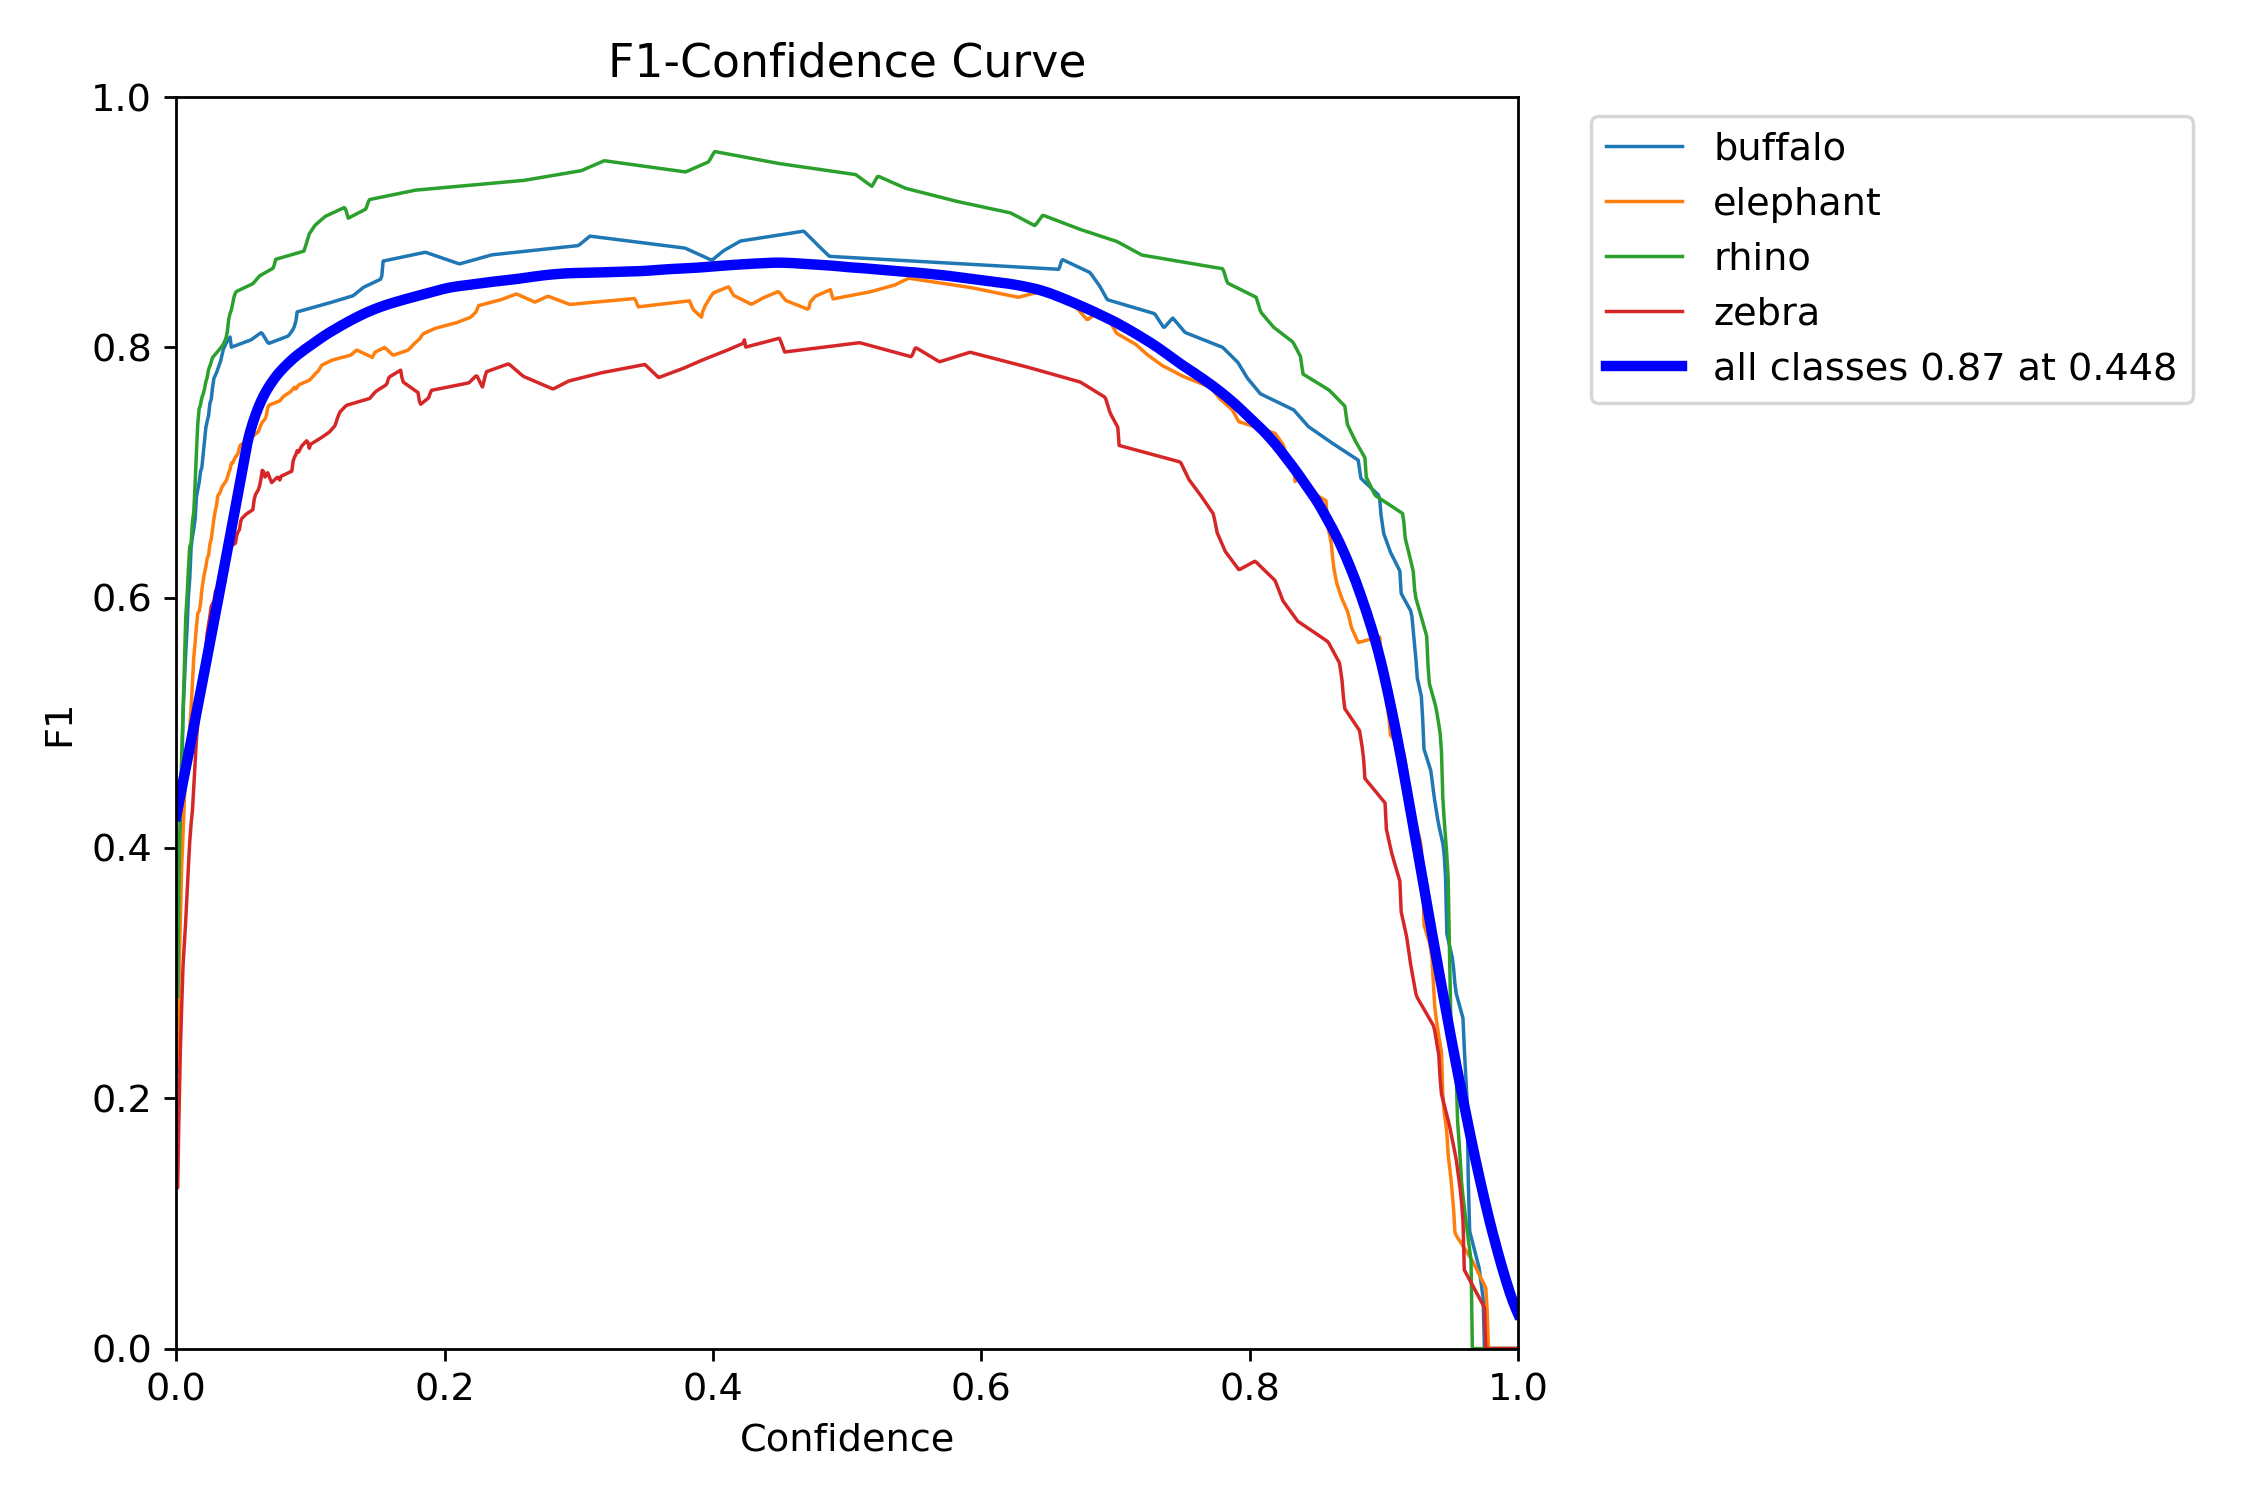 F1-Confidence Curve
1.0
0.8
0.6
0.4
0.2
0.0
F1
0.0 0.2 0.4 0.6 0.8 1.0
Confidence
buffalo
elephant
rhino
zebra
all classes 0.87 at 0.448